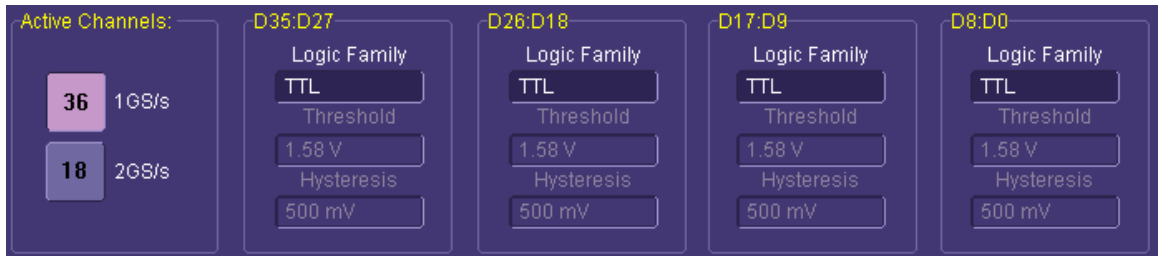 Active Channels:
36 1GS/s
18 2GS/s
D35:D27
Logic Family
TTL
Threshold
1.58 V
Hysteresis
500 mV
D26:D18
Logic Family
TTL
Threshold
1.58 V
Hysteresis
500 mV
D17:D9
Logic Family
TTL
Threshold
1.58 V
Hysteresis
500 mV
D8:D0
Logic Family
TTL
Threshold
1.58 V
Hysteresis
500 mV